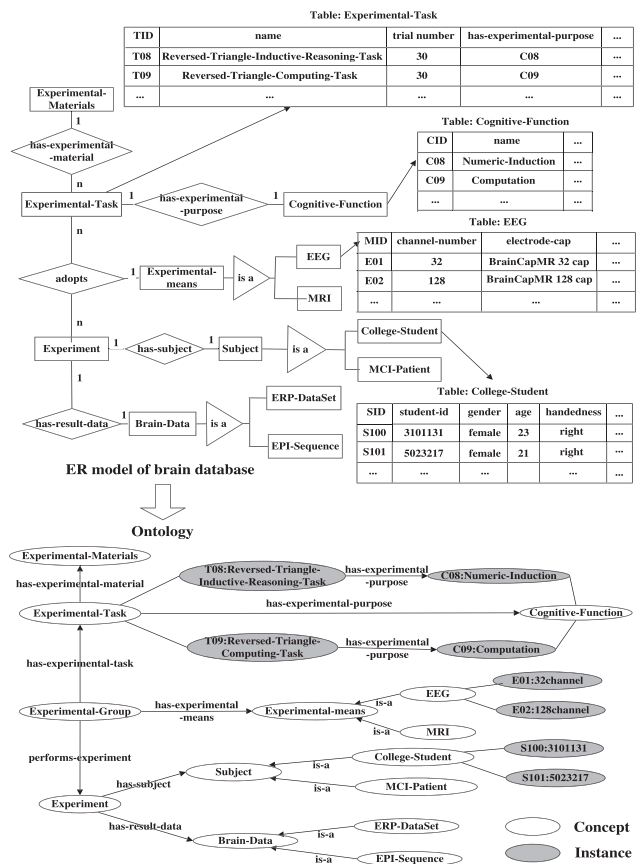 Table: Experimental-Task
TID name trial number has-experimental-purpose ...
T08 Reversed-Triangle-Inductive-Reasoning-Task 30 C08 ...
T09 Reversed-Triangle-Computing-Task 30 C09 ...
... ... ... ... ...
Experimental-
Materials
1
has-experimental
-material
n
Table: Cognitive-Function
CID name ...
C08 Numeric-Induction ...
C09 Computation ...
... ... ...
Experimental-Task
1
has-experimental
-purpose
1
Cognitive-Function
n
Table: EEG
MID channel-number electrode-cap ...
E01 32 BrainCapMR 32 cap ...
E02 128 BrainCapMR 128 cap ...
... ... ... ...
adopts
1
Experimental-
means
is a
EEG
MRI
n
Experiment
1
has-subject
1
Subject
is a
College-Student
MCI-Patient
1
Table: College-Student
SID student-id gender age handedness ...
S100 3101131 female 23 right ...
S101 5023217 female 21 right ...
... ... ... ...
has-result-data
1
Brain-Data
is a
ERP-DataSet
EPI-Sequence
ER model of brain database
Ontology
Experimental-Materials
has-experimental-material
Experimental-Task
T08:Reversed-Triangle-
Inductive-Reasoning-Task
has-experimental
-purpose
C08:Numeric-Induction
has-experimental-purpose
Cognitive-Function
T09:Reversed-Triangle-
Computing-Task
has-experimental
-purpose
C09:Computation
has-experimental-task
Experimental-Group
has-experimental
-means
Experimental-means
is-a
EEG
E01:32channel
E02:128channel
is-a
MRI
performs-experiment
Experiment
has-subject
Subject
is-a
College-Student
S100:3101131
S101:5023217
is-a
MCI-Patient
has-result-data
Brain-Data
is-a
ERP-DataSet
is-a
EPI-Sequence
Concept
Instance